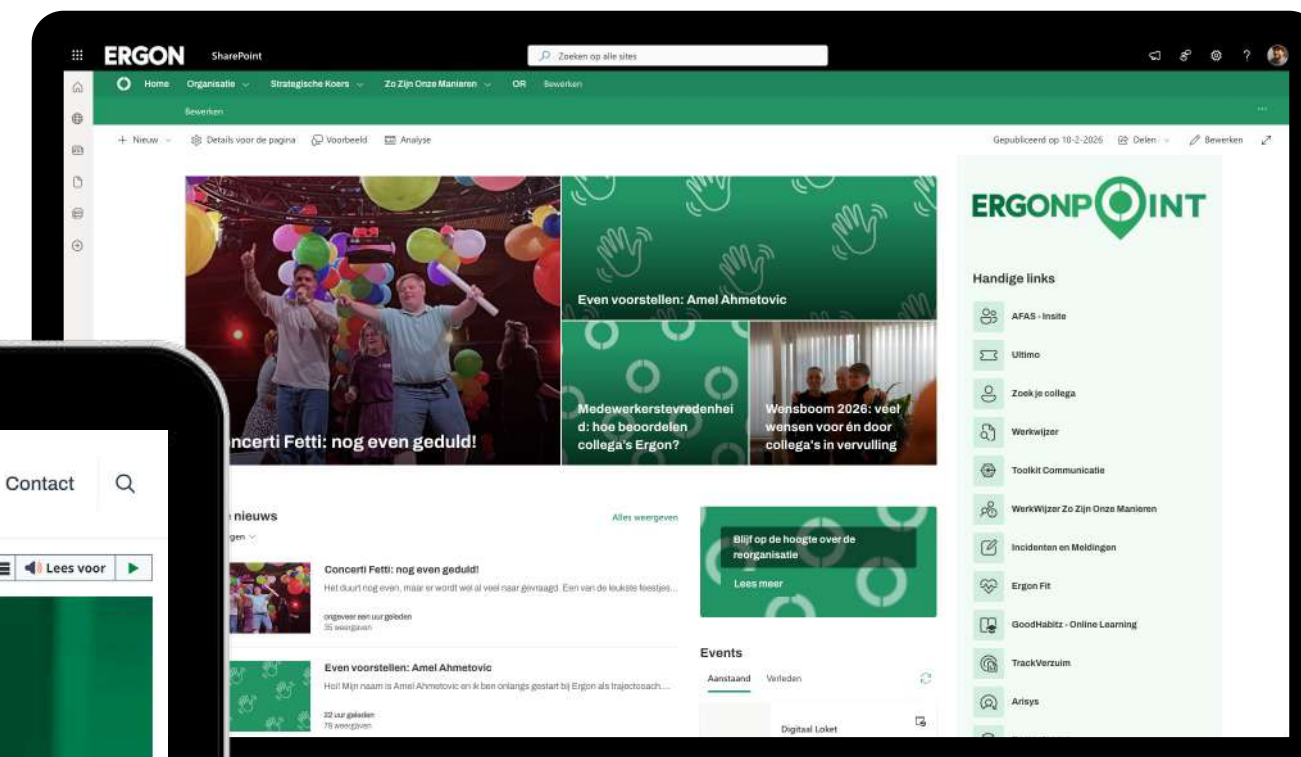 ERGON
SharePoint
Zoeken op alle sites
?
Home
Organisatie
Strategische Koers
Zo Zijn Onze Manieren
OR
Bewerken
Bewerken
...
+ Nieuw
Details voor de pagina
Voorbeeld
Analyse
Gepubliceerd op 10-2-2026
Delen
Bewerken
oncerti Fetti: nog even geduld!
Even voorstellen: Amel Ahmetovic
Medewerkerstevredenhei
d: hoe beoordelen
collega's Ergon?
Wensboom 2026: veel
wensen voor én door
collega's in vervulling
ERGONPOINT
Handige links
AFAS - Insite
Ultimo
Zoek je collega
Werkwijzer
Toolkit Communicatie
WerkWijzer Zo Zijn Onze Manieren
Incidenten en Meldingen
Ergon Fit
GoodHabitz - Online Learning
TrackVerzuim
Arisys
Contact
Lees voor
nieuws
Alles weergeven
gen
Concerti Fetti: nog even geduld!
Het duurt nog even, maar er wordt wel al veel naar gevraagd. Een van de leukste feestjes...
ongeveer een uur geleden
35 weergaven
Even voorstellen: Amel Ahmetovic
Hoi! Mijn naam is Amel Ahmetovic en ik ben onlangs gestart bij Ergon als trajectcoach....
22 uur geleden
78 weergaven
Blijf op de hoogte over de
reorganisatie
Lees meer
Events
Aanstaand
Verleden
Digitaal Loket